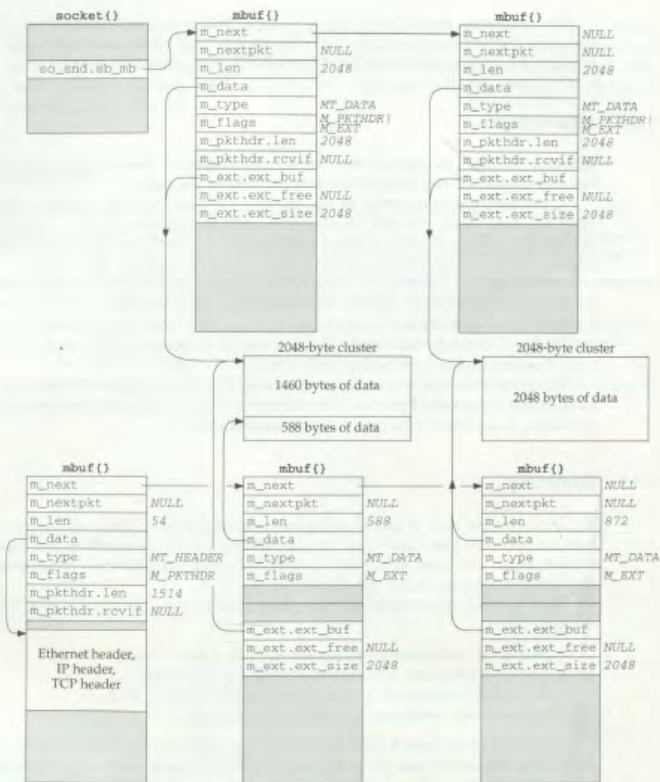 socket{}
so_snd.sb_mb
mbuf{}
m_next
m_nextpkt NULL
m_len 2048
m_data
m_type MT_DATA
m_flags M_PKTHDR|
M_EXT
m_pkthdr.len 2048
m_pkthdr.rcvif NULL
m_ext.ext_buf
m_ext.ext_free NULL
m_ext.ext_size 2048
mbuf{}
m_next NULL
m_nextpkt NULL
m_len 2048
m_data
m_type MT_DATA
m_flags M_PKTHDR|
M_EXT
m_pkthdr.len 2048
m_pkthdr.rcvif NULL
m_ext.ext_buf
m_ext.ext_free NULL
m_ext.ext_size 2048
2048-byte cluster
1460 bytes of data
588 bytes of data
2048-byte cluster
2048 bytes of data
mbuf{}
m_next
m_nextpkt NULL
m_len 54
m_data
m_type MT_HEADER
m_flags M_PKTHDR
m_pkthdr.len 1514
m_pkthdr.rcvif NULL
Ethernet header,
IP header,
TCP header
mbuf{}
m_next
m_nextpkt NULL
m_len 588
m_data
m_type MT_DATA
m_flags M_EXT
m_ext.ext_buf
m_ext.ext_free NULL
m_ext.ext_size 2048
mbuf{}
m_next NULL
m_nextpkt NULL
m_len 872
m_data
m_type MT_DATA
m_flags M_EXT
m_ext.ext_buf
m_ext.ext_free NULL
m_ext.ext_size 2048